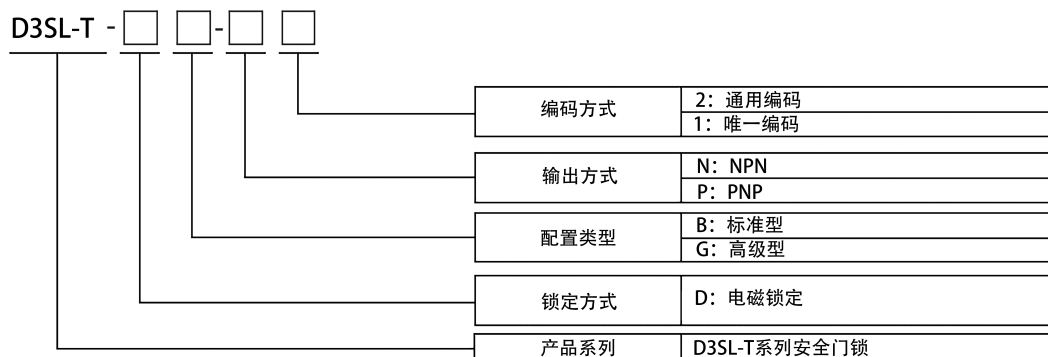 D3SL-T -□ □-□ □
编码方式
2：通用编码
1：唯一编码
输出方式
N：NPN
P：PNP
配置类型
B：标准型
G：高级型
锁定方式
D：电磁锁定
产品系列
D3SL-T系列安全门锁